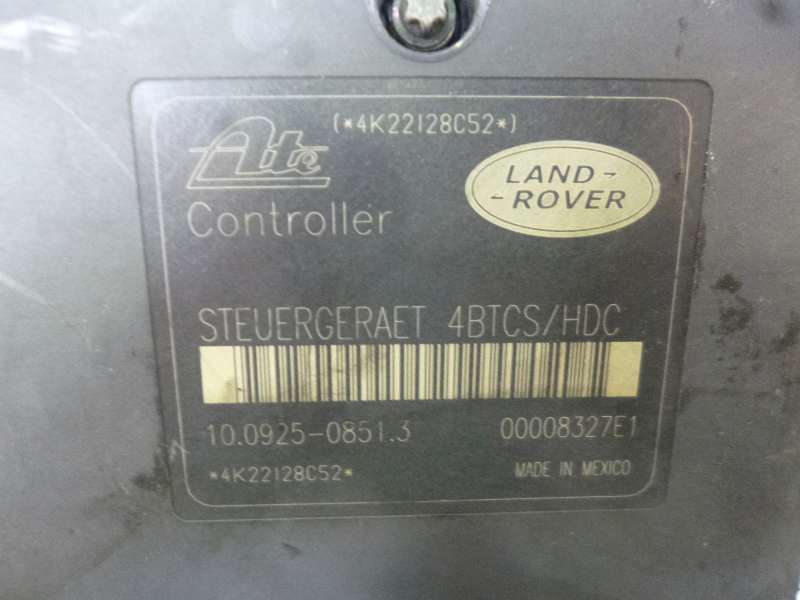 (*4K22128C52*)
Ate
LAND-
-ROVER
Controller
STEUERGERAET 4BTCS/HDC
10.0925-0851.3 00008327E1
*4K22128C52* MADE IN MEXICO